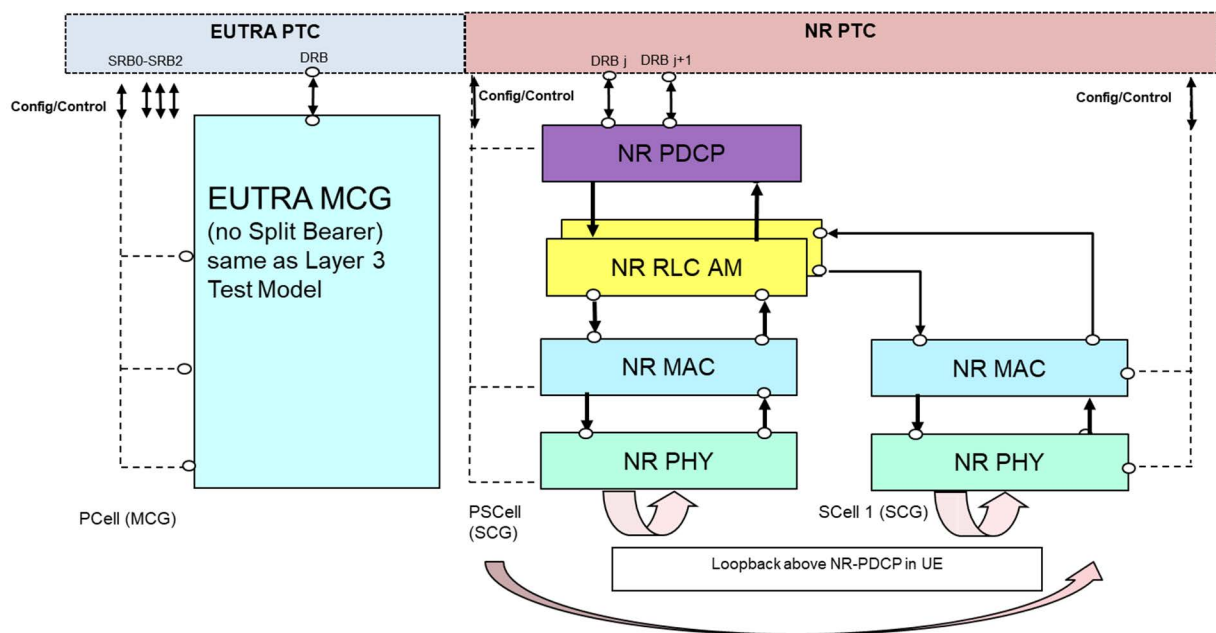 EUTRA PTC
NR PTC
SRB0-SRB2
DRB
DRB j
DRB j+1
Config/Control
Config/Control
Config/Control
NR PDCP
EUTRA MCG
(no Split Bearer)
same as Layer 3
Test Model
NR RLC AM
NR MAC
NR MAC
NR PHY
NR PHY
PCell (MCG)
PSCell
(SCG)
SCell 1 (SCG)
Loopback above NR-PDCP in UE